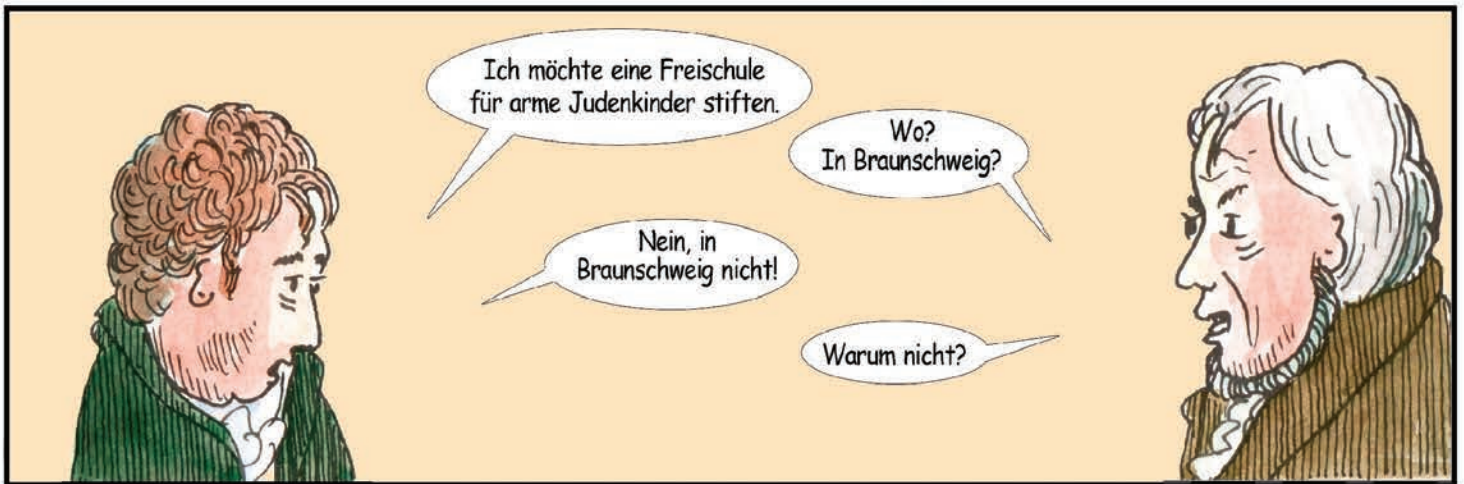 Ich möchte eine Freischule
für arme Judenkinder stiften.
Wo?
In Braunschweig?
Nein, in
Braunschweig nicht!
Warum nicht?